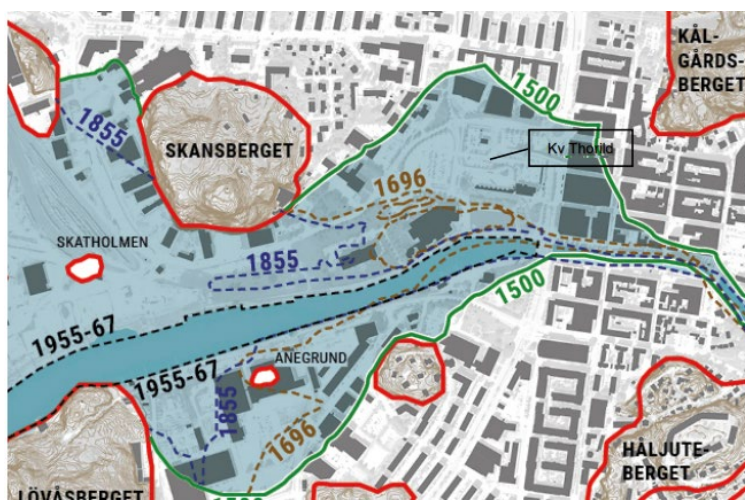 KÅL-
GÅRDS-
BERGET
1500
1855
SKANSBERGET
Kv Thorild
1696
SKATHOLMEN
1855
1500
1955-67
1955-67
ANEGRUND
1855
1696
HÅLJUTE-
BERGET
LÖVÅSBERGET
1500